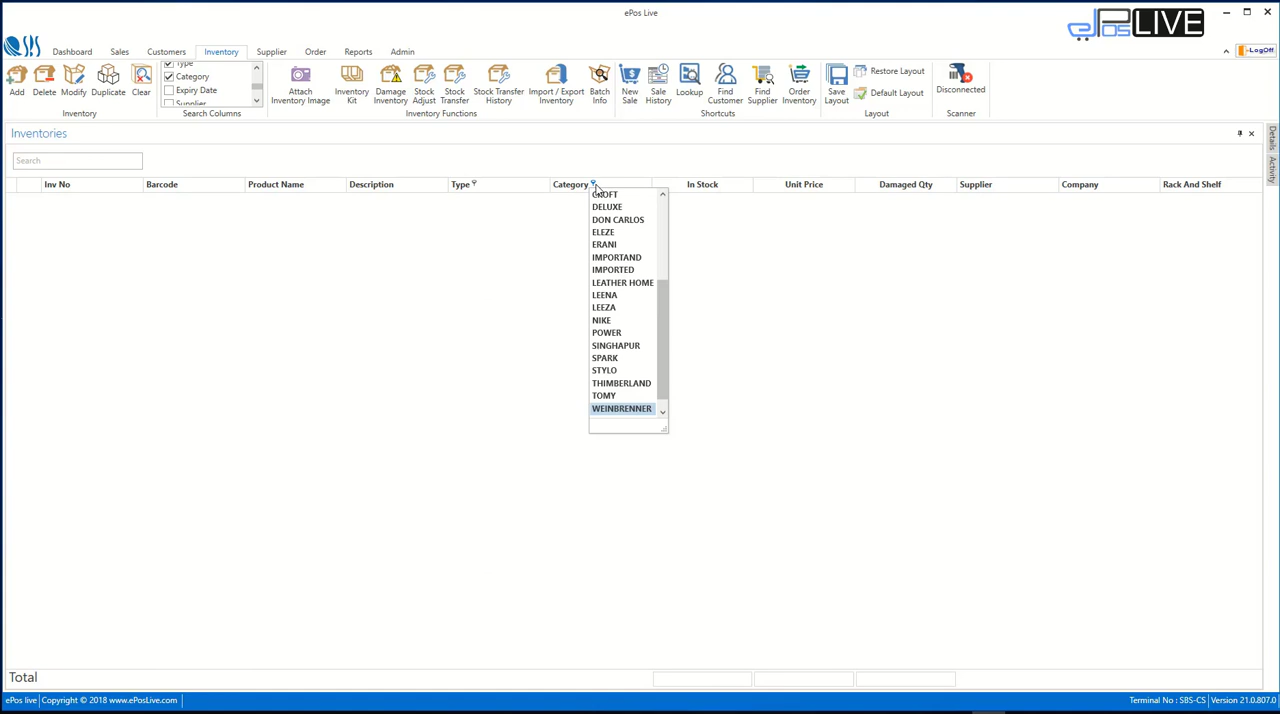 ePos Live
ePosLIVE
SBS
Dashboard Sales Customers Inventory Supplier Order Reports Admin
LogOff
Type
Category
Expiry Date
Supplier
Add Delete Modify Duplicate Clear
Attach Inventory Image
Inventory Kit
Damage Inventory
Stock Adjust
Stock Transfer
Stock Transfer History
Import / Export Inventory
Batch Info
New Sale
Sale History
Lookup
Find Customer
Find Supplier
Order Inventory
Save Layout
Restore Layout
Default Layout
Disconnected
Inventory Search Columns Inventory Functions Shortcuts Layout Scanner
Inventories
Details
Activity
Search
Inv No Barcode Product Name Description Type Category In Stock Unit Price Damaged Qty Supplier Company Rack And Shelf
CROFT
DELUXE
DON CARLOS
ELEZE
ERANI
IMPORTAND
IMPORTED
LEATHER HOME
LEENA
LEEZA
NIKE
POWER
SINGHAPUR
SPARK
STYLO
THIMBERLAND
TOMY
WEINBRENNER
Total
ePos live Copyright © 2018 www.ePosLive.com Terminal No : SBS-CS Version 21.0.807.0